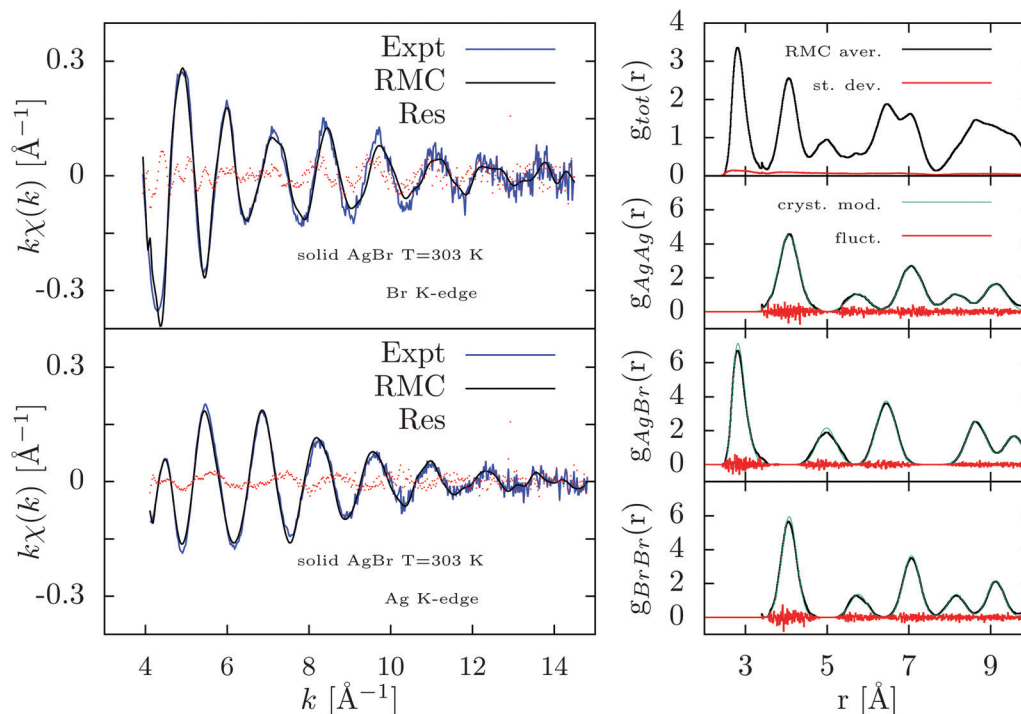 0.3
0
-0.3
kχ(k) [Å⁻¹]
Expt
RMC
Res
solid AgBr T=303 K
Br K-edge
0.3
0
-0.3
kχ(k) [Å⁻¹]
Expt
RMC
Res
solid AgBr T=303 K
Ag K-edge
4 6 8 10 12 14
k [Å⁻¹]
4
3
2
1
0
g_tot(r)
RMC aver.
st. dev.
6
4
2
0
g_AgAg(r)
cryst. mod.
fluct.
6
4
2
0
g_AgBr(r)
6
4
2
0
g_BrBr(r)
3 5 7 9
r [Å]